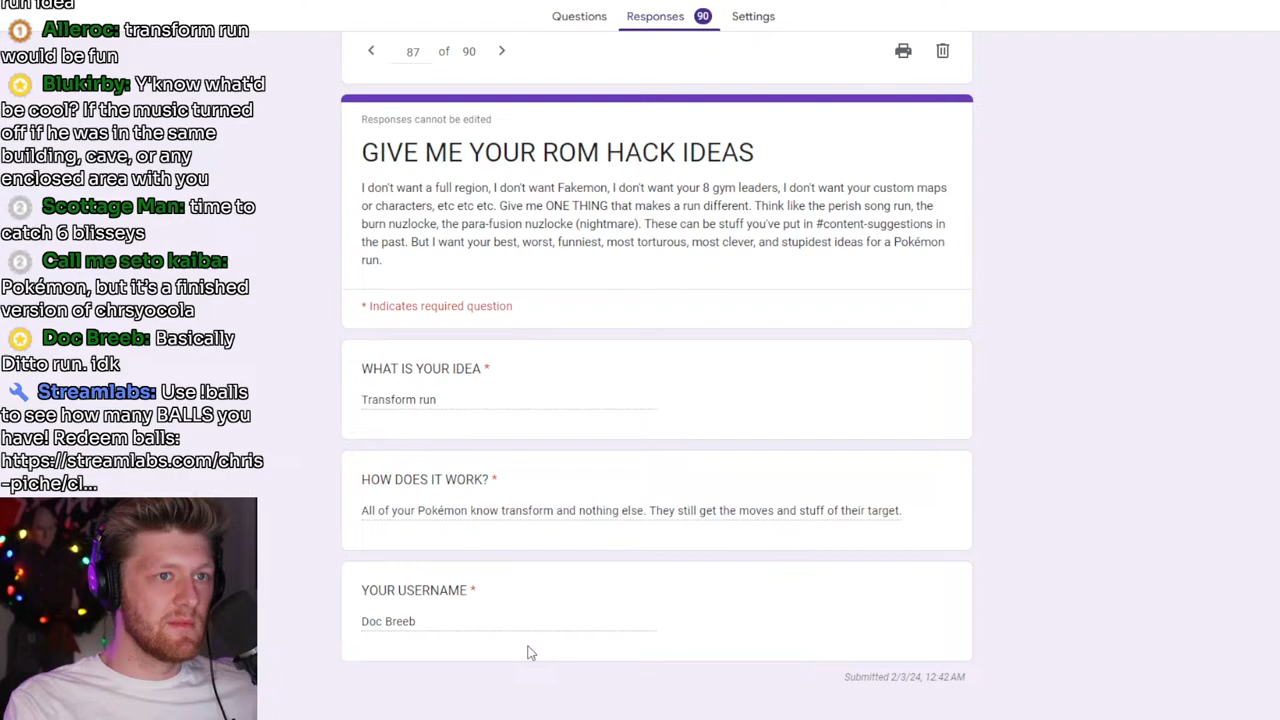 run idea
Alleroc: transform run
would be fun
Blukirby: Y'know what'd
be cool? If the music turned
off if he was in the same
building, cave, or any
enclosed area with you
Scottage Man: time to
catch 6 blisseys
Call me seto kaiba:
Pokémon, but it's a finished
version of chrsyocola
Doc Breeb: Basically
Ditto run. idk
Streamlabs: Use !balls
to see how many BALLS you
have! Redeem balls:
https://streamlabs.com/chris
-piche/cl...
Questions Responses 90 Settings
87 of 90
Responses cannot be edited
GIVE ME YOUR ROM HACK IDEAS
I don't want a full region, I don't want Fakemon, I don't want your 8 gym leaders, I don't want your custom maps
or characters, etc etc etc. Give me ONE THING that makes a run different. Think like the perish song run, the
burn nuzlocke, the para-fusion nuzlocke (nightmare). These can be stuff you've put in #content-suggestions in
the past. But I want your best, worst, funniest, most torturous, most clever, and stupidest ideas for a Pokémon
run.
* Indicates required question
WHAT IS YOUR IDEA *
Transform run
HOW DOES IT WORK? *
All of your Pokémon know transform and nothing else. They still get the moves and stuff of their target.
YOUR USERNAME *
Doc Breeb
Submitted 2/3/24, 12:42 AM